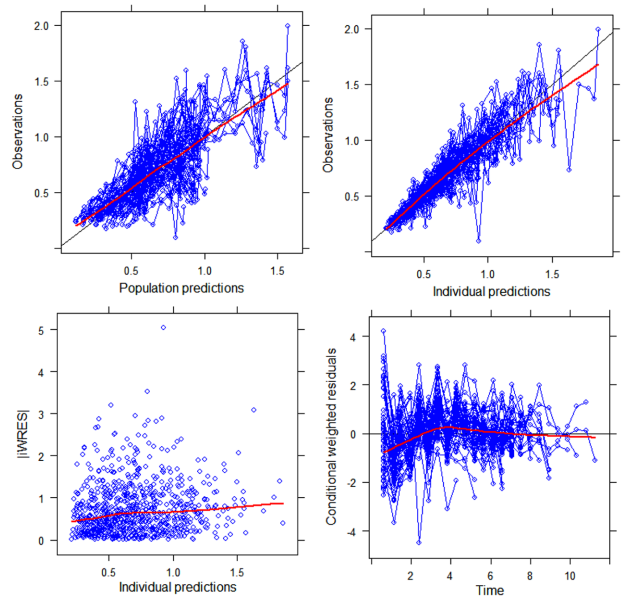 2.0
1.5
1.0
0.5
Observations
0.5 1.0 1.5
Population predictions
2.0
1.5
1.0
0.5
Observations
0.5 1.0 1.5
Individual predictions
5
4
3
2
1
0
|iWRES|
0.5 1.0 1.5
Individual predictions
4
2
0
-2
-4
Conditional weighted residuals
2 4 6 8 10
Time